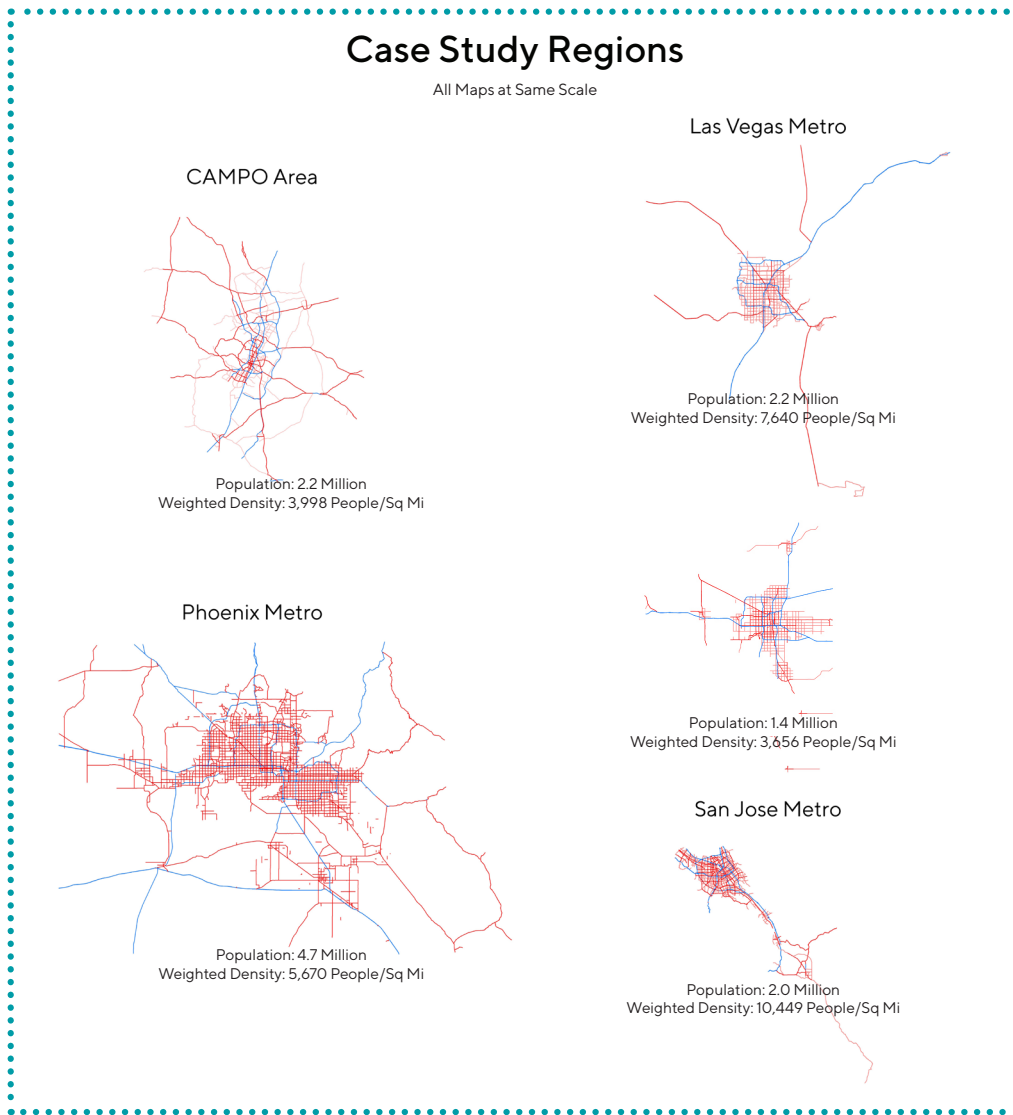 Case Study Regions
All Maps at Same Scale
CAMPO Area
Population: 2.2 Million
Weighted Density: 3,998 People/Sq Mi
Las Vegas Metro
Population: 2.2 Million
Weighted Density: 7,640 People/Sq Mi
Phoenix Metro
Population: 4.7 Million
Weighted Density: 5,670 People/Sq Mi
Population: 1.4 Million
Weighted Density: 3,656 People/Sq Mi
San Jose Metro
Population: 2.0 Million
Weighted Density: 10,449 People/Sq Mi